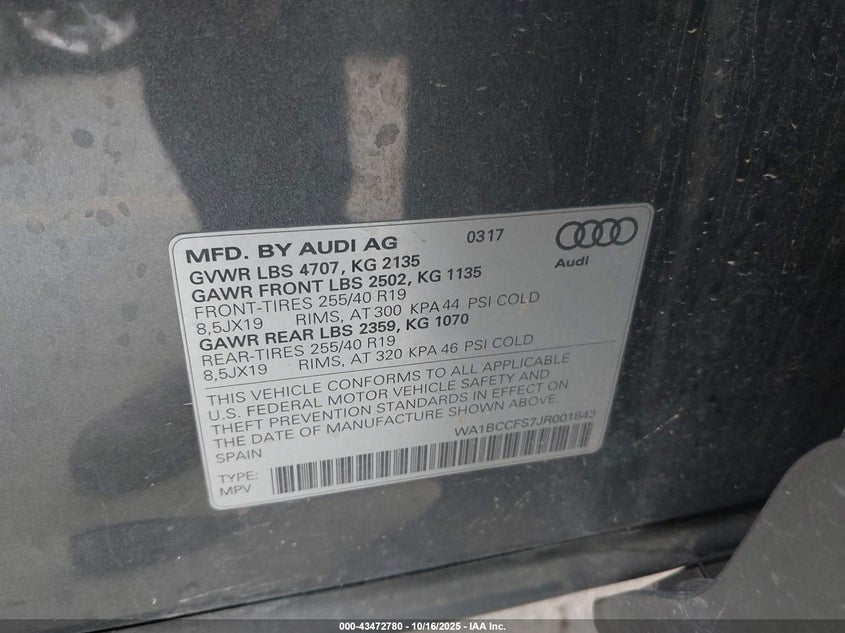 MFD. BY AUDI AG 0317
Audi
GVWR LBS 4707, KG 2135
GAWR FRONT LBS 2502, KG 1135
FRONT-TIRES 255/40 R19
8,5JX19 RIMS, AT 300 KPA 44 PSI COLD
GAWR REAR LBS 2359, KG 1070
REAR-TIRES 255/40 R19
8,5JX19 RIMS, AT 320 KPA 46 PSI COLD
THIS VEHICLE CONFORMS TO ALL APPLICABLE
U.S. FEDERAL MOTOR VEHICLE SAFETY AND
THEFT PREVENTION STANDARDS IN EFFECT ON
THE DATE OF MANUFACTURE SHOWN ABOVE.
SPAIN WA1BCCFS7JR001843
TYPE:
MPV
000-43472780 - 10/16/2025 - IAA Inc.